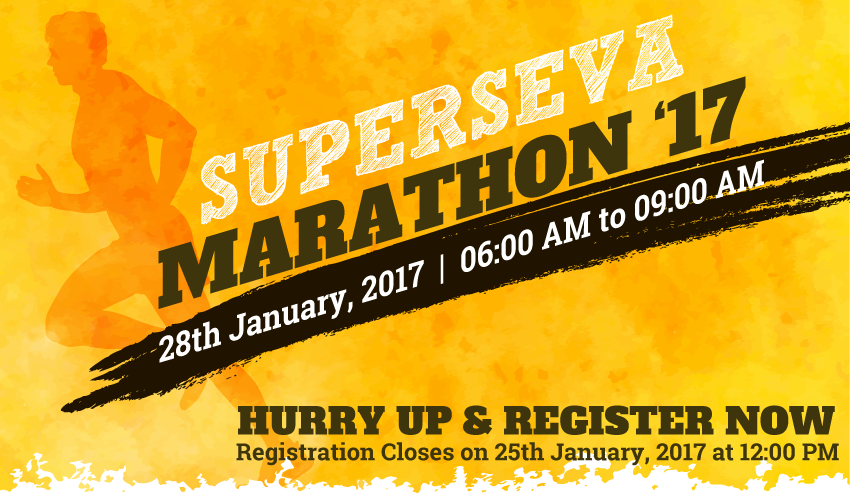 SUPERSEVA
MARATHON ‘17
28th January, 2017 | 06:00 AM to 09:00 AM
HURRY UP & REGISTER NOW
Registration Closes on 25th January, 2017 at 12:00 PM